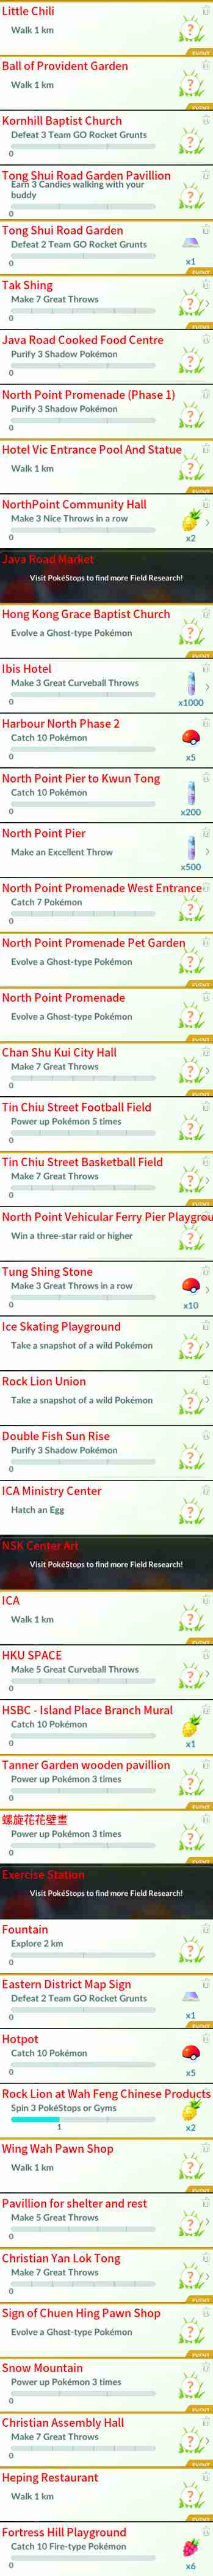 Little Chili
Walk 1 km
EVENT
Ball of Provident Garden
Walk 1 km
Kornhill Baptist Church
Defeat 3 Team GO Rocket Grunts
0
Tong Shui Road Garden Pavillion
Earn 3 Candies walking with your
buddy
0
EVENT
Tong Shui Road Garden
Defeat 2 Team GO Rocket Grunts
0
x1
EVENT
Tak Shing
Make 7 Great Throws
0
Java Road Cooked Food Centre
Purify 3 Shadow Pokémon
0
North Point Promenade (Phase 1)
Purify 3 Shadow Pokémon
0
Hotel Vic Entrance Pool And Statue
Walk 1 km
EVENT
NorthPoint Community Hall
Make 3 Nice Throws in a row
0
x2
Java Road Market
Visit PokéStops to find more Field Research!
Hong Kong Grace Baptist Church
Evolve a Ghost-type Pokémon
Ibis Hotel
Make 3 Great Curveball Throws
0
x1000
Harbour North Phase 2
Catch 10 Pokémon
0
x5
North Point Pier to Kwun Tong
Catch 10 Pokémon
0
x200
North Point Pier
Make an Excellent Throw
x500
North Point Promenade West Entrance
Catch 7 Pokémon
0
North Point Promenade Pet Garden
Evolve a Ghost-type Pokémon
EVENT
North Point Promenade
Evolve a Ghost-type Pokémon
EVENT
Chan Shu Kui City Hall
Make 7 Great Throws
0
Tin Chiu Street Football Field
Power up Pokémon 5 times
0
Tin Chiu Street Basketball Field
Make 7 Great Throws
0
North Point Vehicular Ferry Pier Playgrou
Win a three-star raid or higher
Tung Shing Stone
Make 3 Great Throws in a row
0
x10
Ice Skating Playground
Take a snapshot of a wild Pokémon
Rock Lion Union
Take a snapshot of a wild Pokémon
Double Fish Sun Rise
Purify 3 Shadow Pokémon
0
ICA Ministry Center
Hatch an Egg
NSK Center Art
Visit PokéStops to find more Field Research!
ICA
Walk 1 km
EVENT
HKU SPACE
Make 5 Great Curveball Throws
0
HSBC - Island Place Branch Mural
Catch 10 Pokémon
0
x1
EVENT
Tanner Garden wooden pavillion
Power up Pokémon 3 times
0
EVENT
螺旋花花壁畫
Power up Pokémon 3 times
0
EVENT
Exercise Station
Visit PokéStops to find more Field Research!
Fountain
Explore 2 km
0
Eastern District Map Sign
Defeat 2 Team GO Rocket Grunts
0
x1
EVENT
Hotpot
Catch 10 Pokémon
0
x5
Rock Lion at Wah Feng Chinese Products
Spin 3 PokéStops or Gyms
1
x2
Wing Wah Pawn Shop
Walk 1 km
EVENT
Pavillion for shelter and rest
Make 5 Great Throws
0
Christian Yan Lok Tong
Make 7 Great Throws
0
Sign of Chuen Hing Pawn Shop
Evolve a Ghost-type Pokémon
EVENT
Snow Mountain
Power up Pokémon 3 times
0
EVENT
Christian Assembly Hall
Make 7 Great Throws
0
Heping Restaurant
Walk 1 km
EVENT
Fortress Hill Playground
Catch 10 Fire-type Pokémon
0
x6